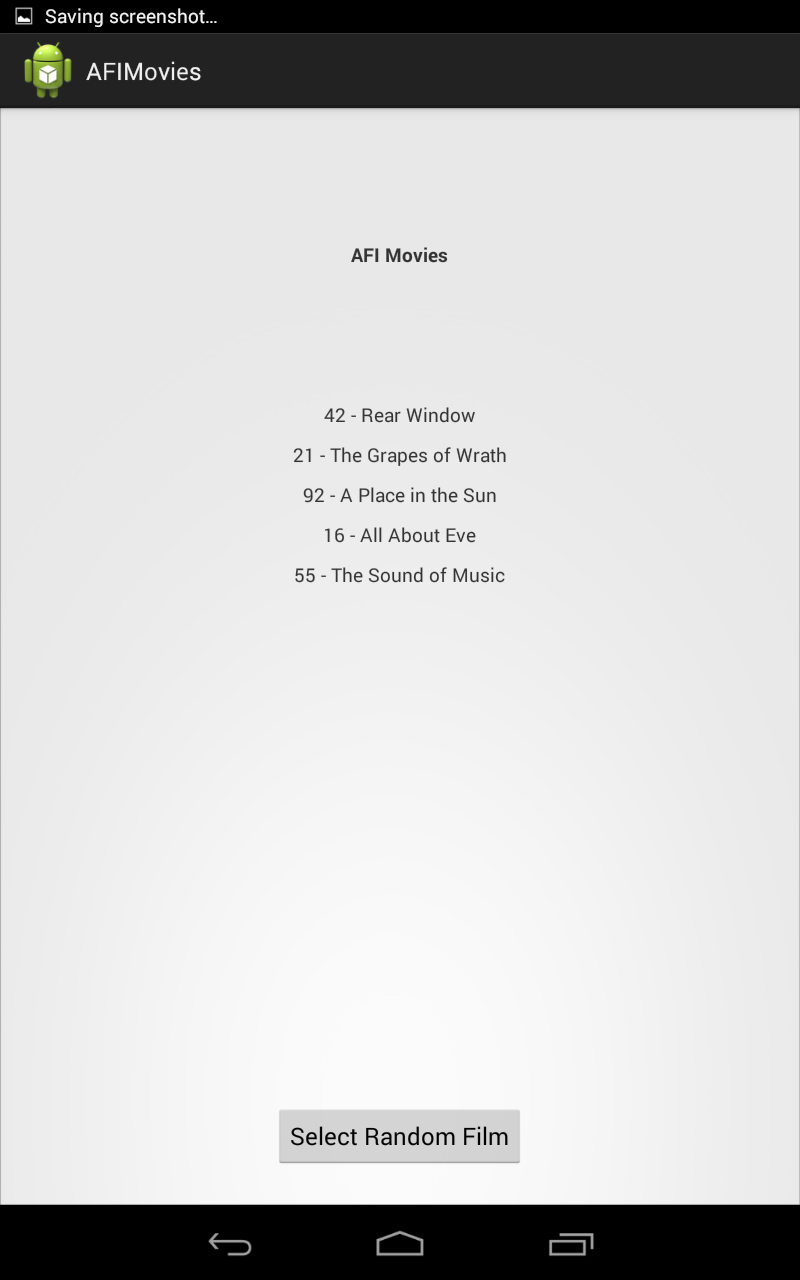 Saving screenshot...
AFIMovies
AFI Movies
42 - Rear Window
21 - The Grapes of Wrath
92 - A Place in the Sun
16 - All About Eve
55 - The Sound of Music
Select Random Film